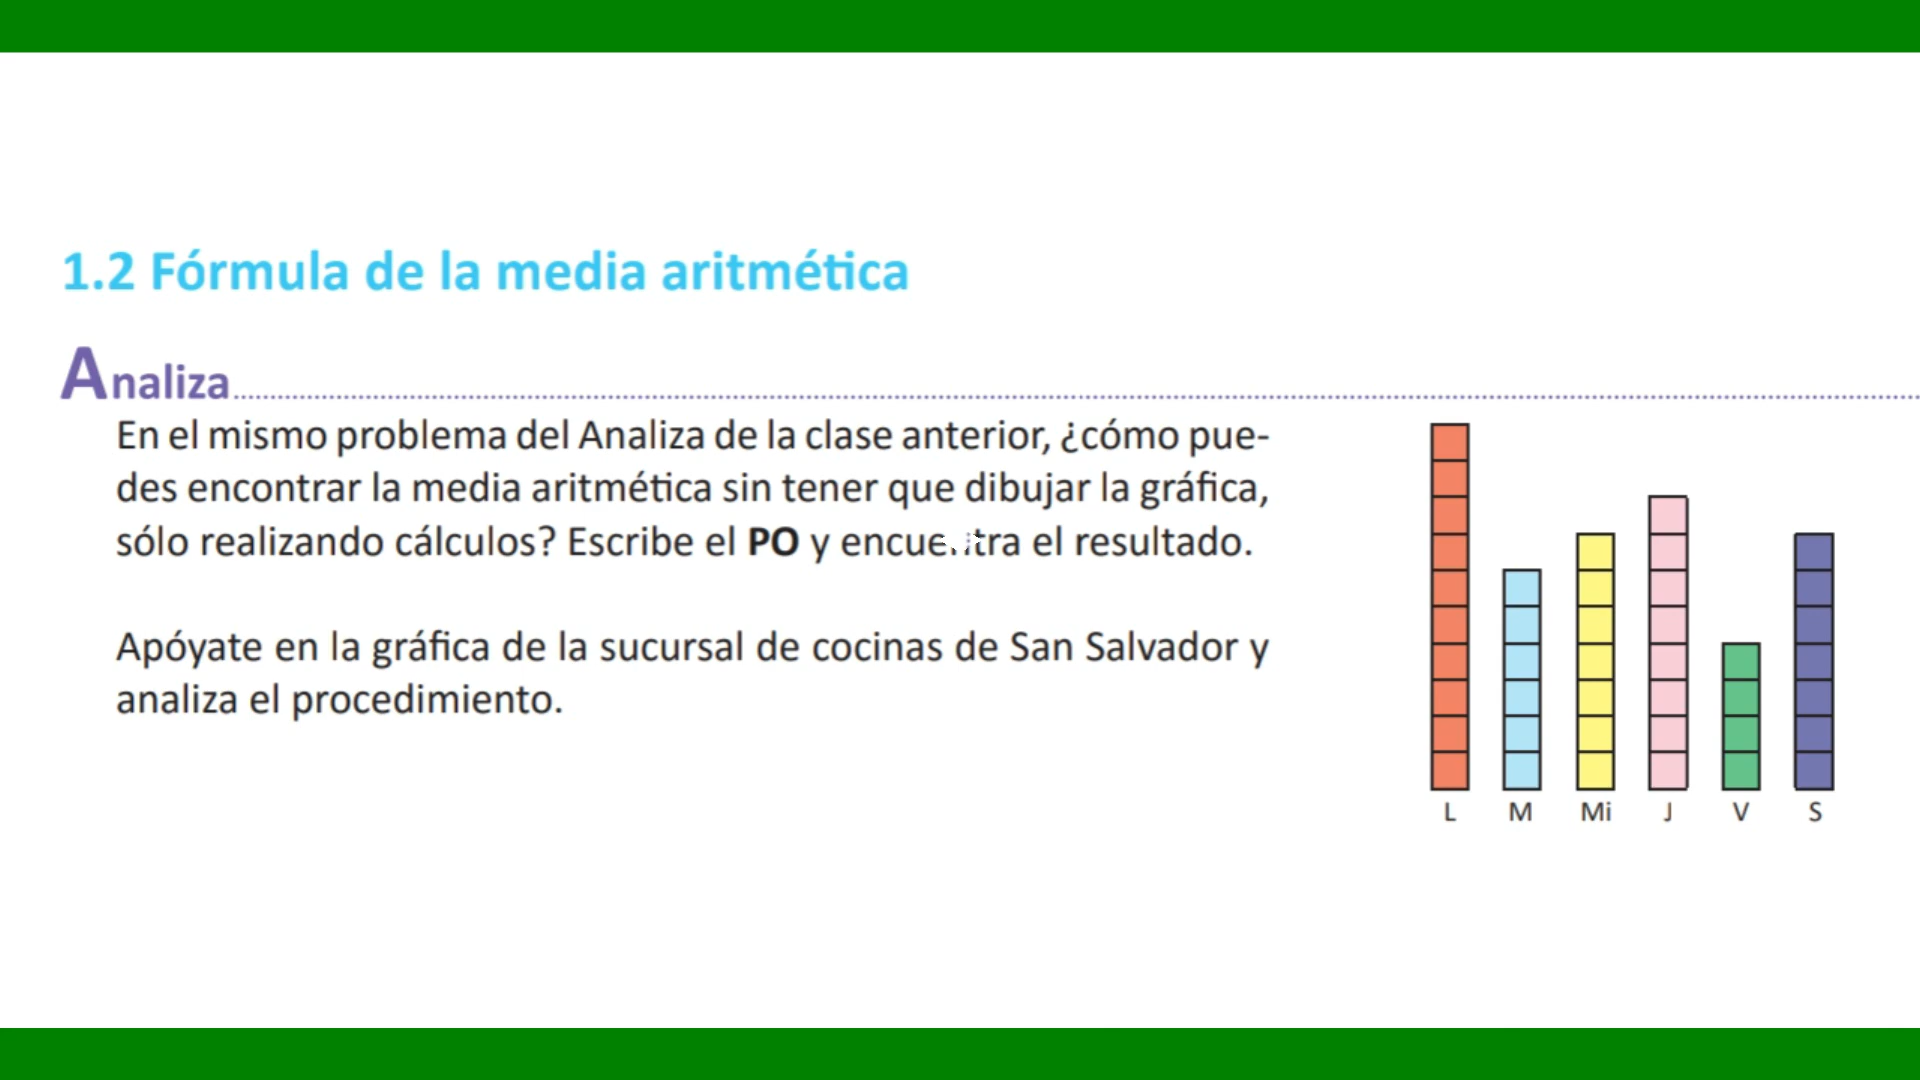 1.2 Fórmula de la media aritmética
Analiza
En el mismo problema del Analiza de la clase anterior, ¿cómo pue-
des encontrar la media aritmética sin tener que dibujar la gráfica,
sólo realizando cálculos? Escribe el PO y encuentra el resultado.
Apóyate en la gráfica de la sucursal de cocinas de San Salvador y
analiza el procedimiento.
L M Mi J V S